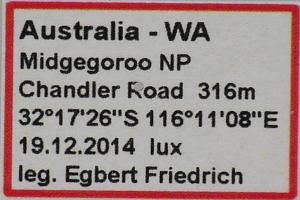 Australia - WA
Midgegoroo NP
Chandler Road 316m
32°17'26"S 116°11'08"E
19.12.2014 lux
leg. Egbert Friedrich